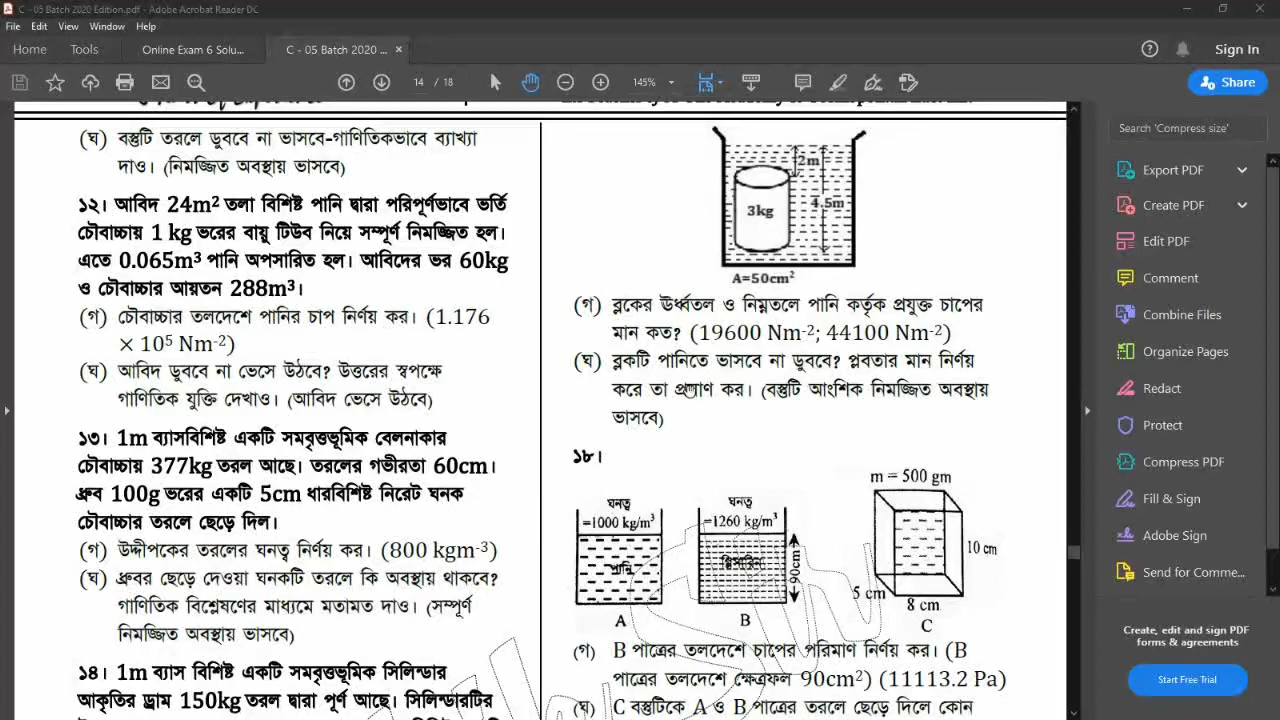 C - 05 Batch 2020 Edition.pdf - Adobe Acrobat Reader DC
File Edit View Window Help
Home Tools Online Exam 6 Solu... C - 05 Batch 2020 ... × Sign In
14 / 18 145% Share
(ঘ) বস্তুটি তরলে ডুববে না ভাসবে-গাণিতিকভাবে ব্যাখ্যা
দাও। (নিমজ্জিত অবস্থায় ভাসবে)
১২। আবিদ 24m² তলা বিশিষ্ট পানি দ্বারা পরিপূর্ণভাবে ভর্তি
চৌবাচ্চায় 1 kg ভরের বায়ু টিউব নিয়ে সম্পূর্ণ নিমজ্জিত হল।
এতে 0.065m³ পানি অপসারিত হল। আবিদের ভর 60kg
ও চৌবাচ্চার আয়তন 288m³।
(গ) চৌবাচ্চার তলদেশে পানির চাপ নির্ণয় কর। (1.176
× 10⁵ Nm⁻²)
(ঘ) আবিদ ডুববে না ভেসে উঠবে? উত্তরের স্বপক্ষে
গাণিতিক যুক্তি দেখাও। (আবিদ ভেসে উঠবে)
১৩। 1m ব্যাসবিশিষ্ট একটি সমবৃত্তভূমিক বেলনাকার
চৌবাচ্চায় 377kg তরল আছে। তরলের গভীরতা 60cm।
ধ্রুব 100g ভরের একটি 5cm ধারবিশিষ্ট নিরেট ঘনক
চৌবাচ্চার তরলে ছেড়ে দিল।
(গ) উদ্দীপকের তরলের ঘনত্ব নির্ণয় কর। (800 kgm⁻³)
(ঘ) ধ্রুবর ছেড়ে দেওয়া ঘনকটি তরলে কি অবস্থায় থাকবে?
গাণিতিক বিশ্লেষণের মাধ্যমে মতামত দাও। (সম্পূর্ণ
নিমজ্জিত অবস্থায় ভাসবে)
১৪। 1m ব্যাস বিশিষ্ট একটি সমবৃত্তভূমিক সিলিন্ডার
আকৃতির ড্রাম 150kg তরল দ্বারা পূর্ণ আছে। সিলিন্ডারটির
2m
3kg
4.5m
A=50cm²
(গ) ব্লকের ঊর্ধ্বতল ও নিম্নতলে পানি কর্তৃক প্রযুক্ত চাপের
মান কত? (19600 Nm⁻²; 44100 Nm⁻²)
(ঘ) ব্লকটি পানিতে ভাসবে না ডুববে? প্লবতার মান নির্ণয়
করে তা প্রমাণ কর। (বস্তুটি আংশিক নিমজ্জিত অবস্থায়
ভাসবে)
১৮।
ঘনত্ব
=1000 kg/m³
পানি
A
ঘনত্ব
=1260 kg/m³
গ্লিসারিন
90cm
B
m = 500 gm
10 cm
5 cm
8 cm
C
(গ) B পাত্রের তলদেশে চাপের পরিমাণ নির্ণয় কর। (B
পাত্রের তলদেশে ক্ষেত্রফল 90cm²) (11113.2 Pa)
(ঘ) C বস্তুটিকে A ও B পাত্রের তরলে ছেড়ে দিলে কোন
Search 'Compress size'
Export PDF
Create PDF
Edit PDF
Comment
Combine Files
Organize Pages
Redact
Protect
Compress PDF
Fill & Sign
Adobe Sign
Send for Comme...
Create, edit and sign PDF
forms & agreements
Start Free Trial